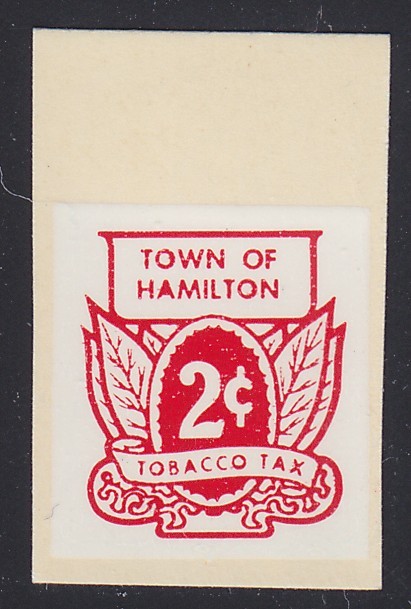 TOWN OF
HAMILTON
2¢
TOBACCO TAX